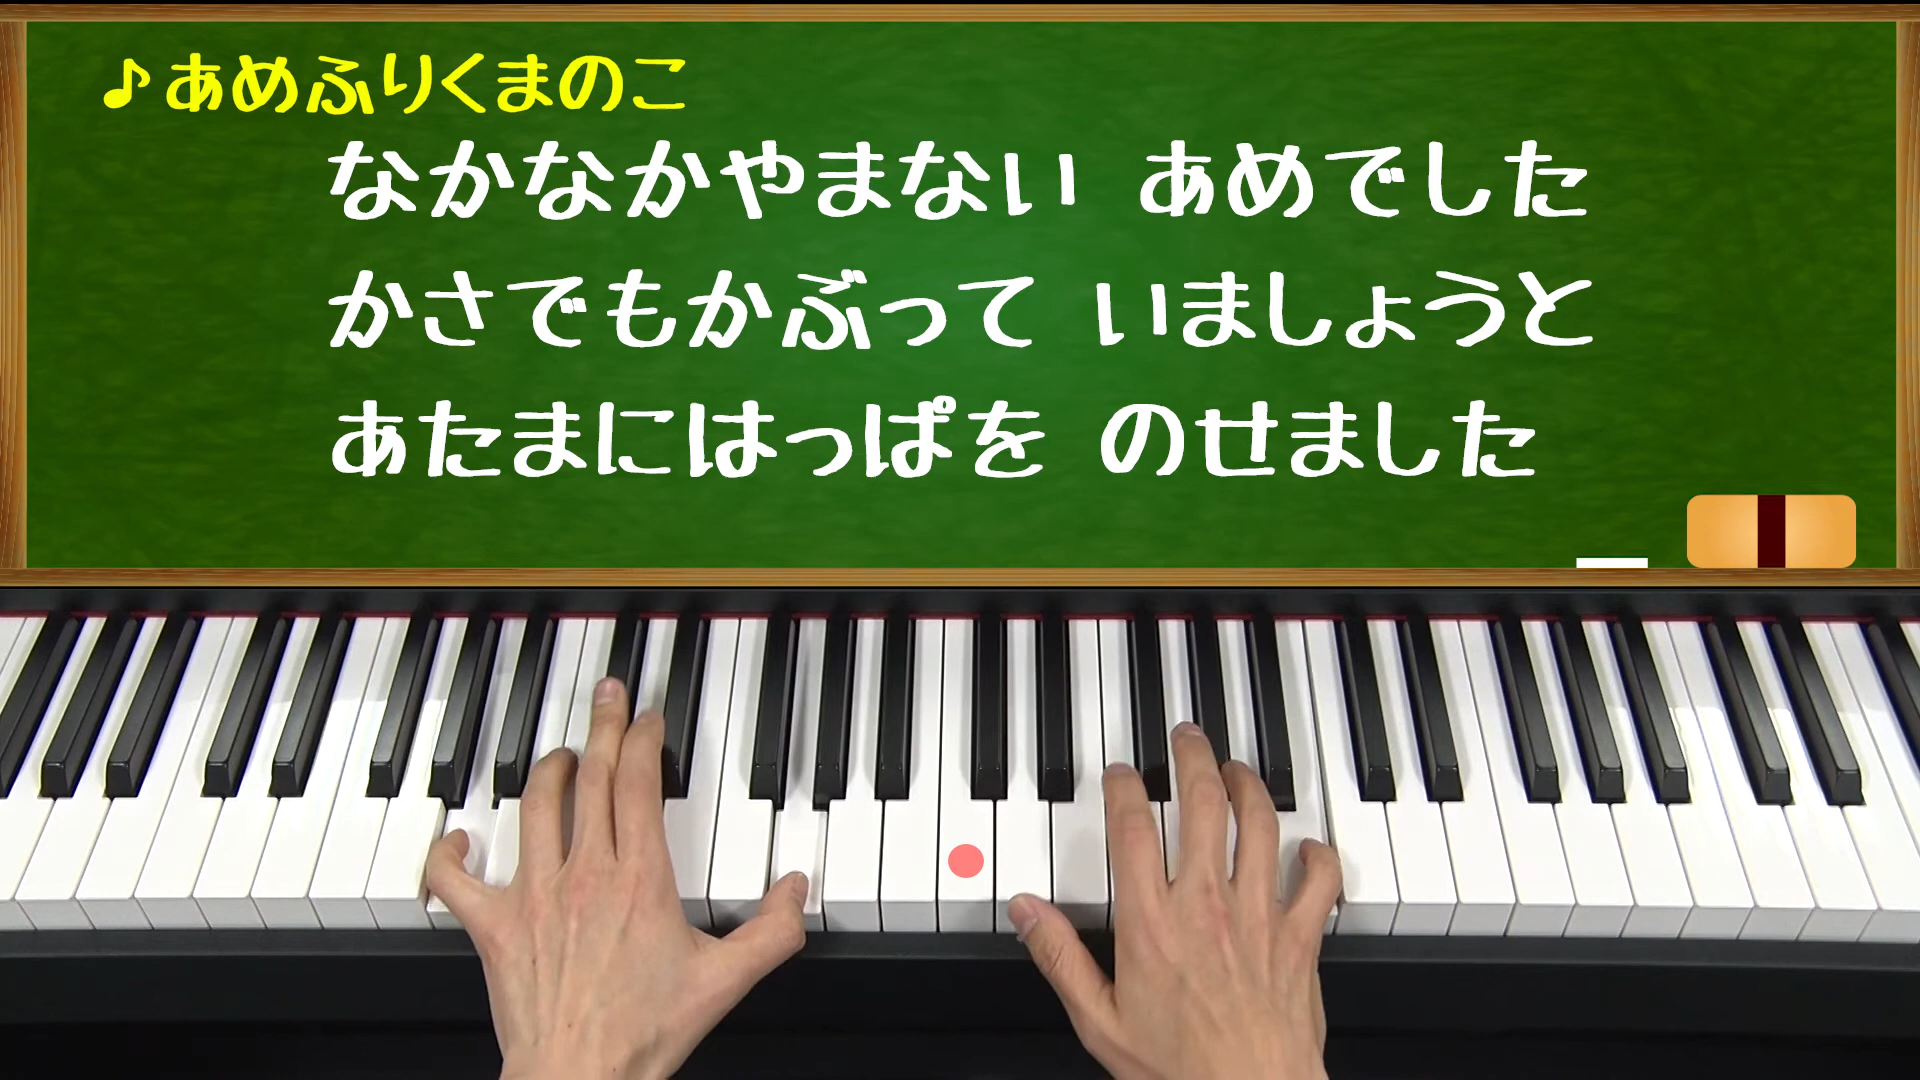 ♪あめふりくまのこ
なかなかやまない あめでした
かさでもかぶって いましょうと
あたまにはっぱを のせました